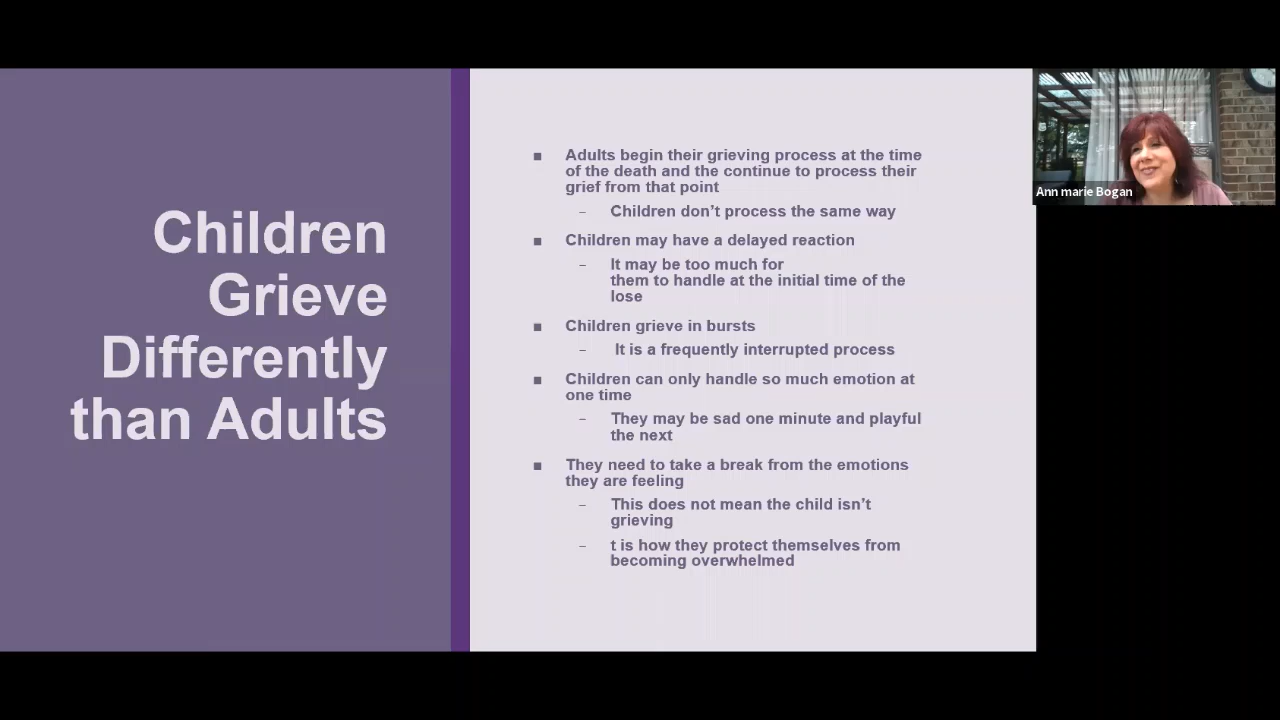 Children
Grieve
Differently
than Adults
■ Adults begin their grieving process at the time
of the death and the continue to process their
grief from that point
– Children don’t process the same way
■ Children may have a delayed reaction
– It may be too much for
them to handle at the initial time of the
lose
■ Children grieve in bursts
– It is a frequently interrupted process
■ Children can only handle so much emotion at
one time
– They may be sad one minute and playful
the next
■ They need to take a break from the emotions
they are feeling
– This does not mean the child isn’t
grieving
– t is how they protect themselves from
becoming overwhelmed
Ann marie Bogan